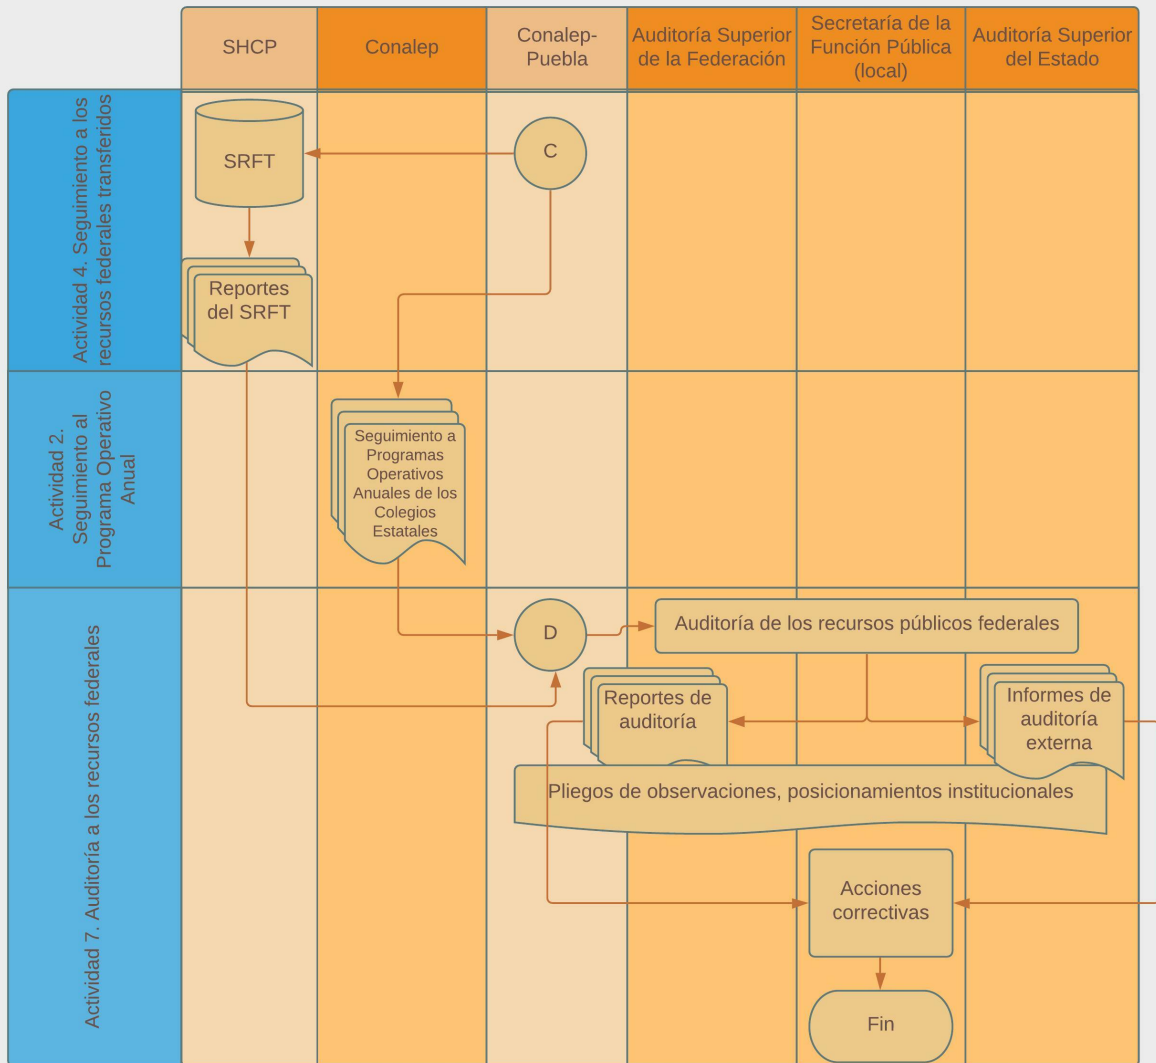 SHCP
Conalep
Conalep-
Puebla
Auditoría Superior
de la Federación
Secretaría de la
Función Pública
(local)
Auditoría Superior
del Estado
Actividad 4. Seguimiento a los
recursos federales transferidos
SRFT
C
Reportes
del SRFT
Actividad 2.
Seguimiento al
Programa Operativo
Anual
Seguimiento a
Programas
Operativos
Anuales de los
Colegios
Estatales
Actividad 7. Auditoría a los recursos federales
D
Auditoría de los recursos públicos federales
Reportes de
auditoría
Informes de
auditoría
externa
Pliegos de observaciones, posicionamientos institucionales
Acciones
correctivas
Fin